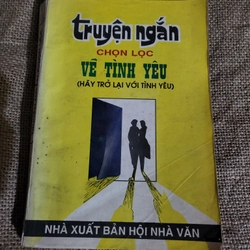 truyện ngắn
CHỌN LỌC
VỀ TÌNH YÊU
(HÃY TRỞ LẠI VỚI TÌNH YÊU)
NHÀ XUẤT BẢN HỘI NHÀ VĂN